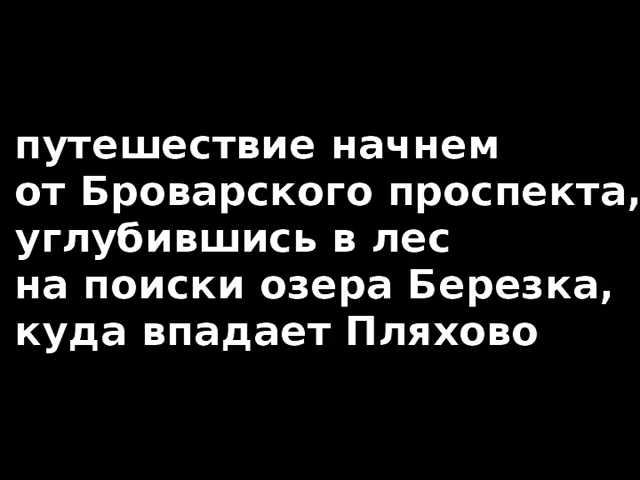 путешествие начнем
от Броварского проспекта,
углубившись в лес
на поиски озера Березка,
куда впадает Пляхово